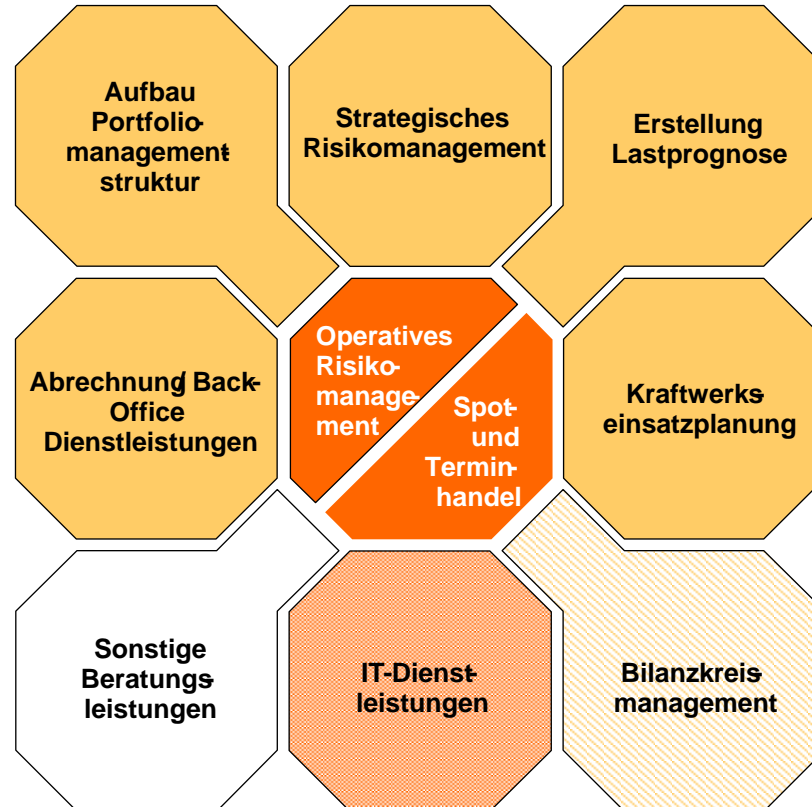 Aufbau
Portfolio-
management-
struktur
Strategisches
Risikomanagement
Erstellung
Lastprognose
Abrechnung/ Back-
Office
Dienstleistungen
Operatives
Risiko-
manage-
ment
Spot-
und
Termin-
handel
Kraftwerks-
einsatzplanung
Sonstige
Beratungs-
leistungen
IT-Dienst-
leistungen
Bilanzkreis-
management